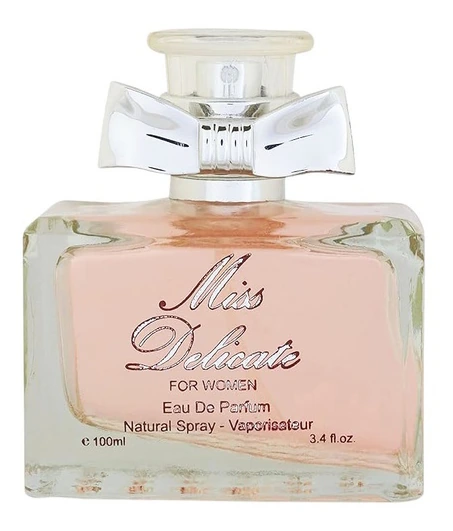 Miss
Delicate
FOR WOMEN
Eau De Parfum
Natural Spray - Vaporisateur
e 100ml 3.4 fl.oz.